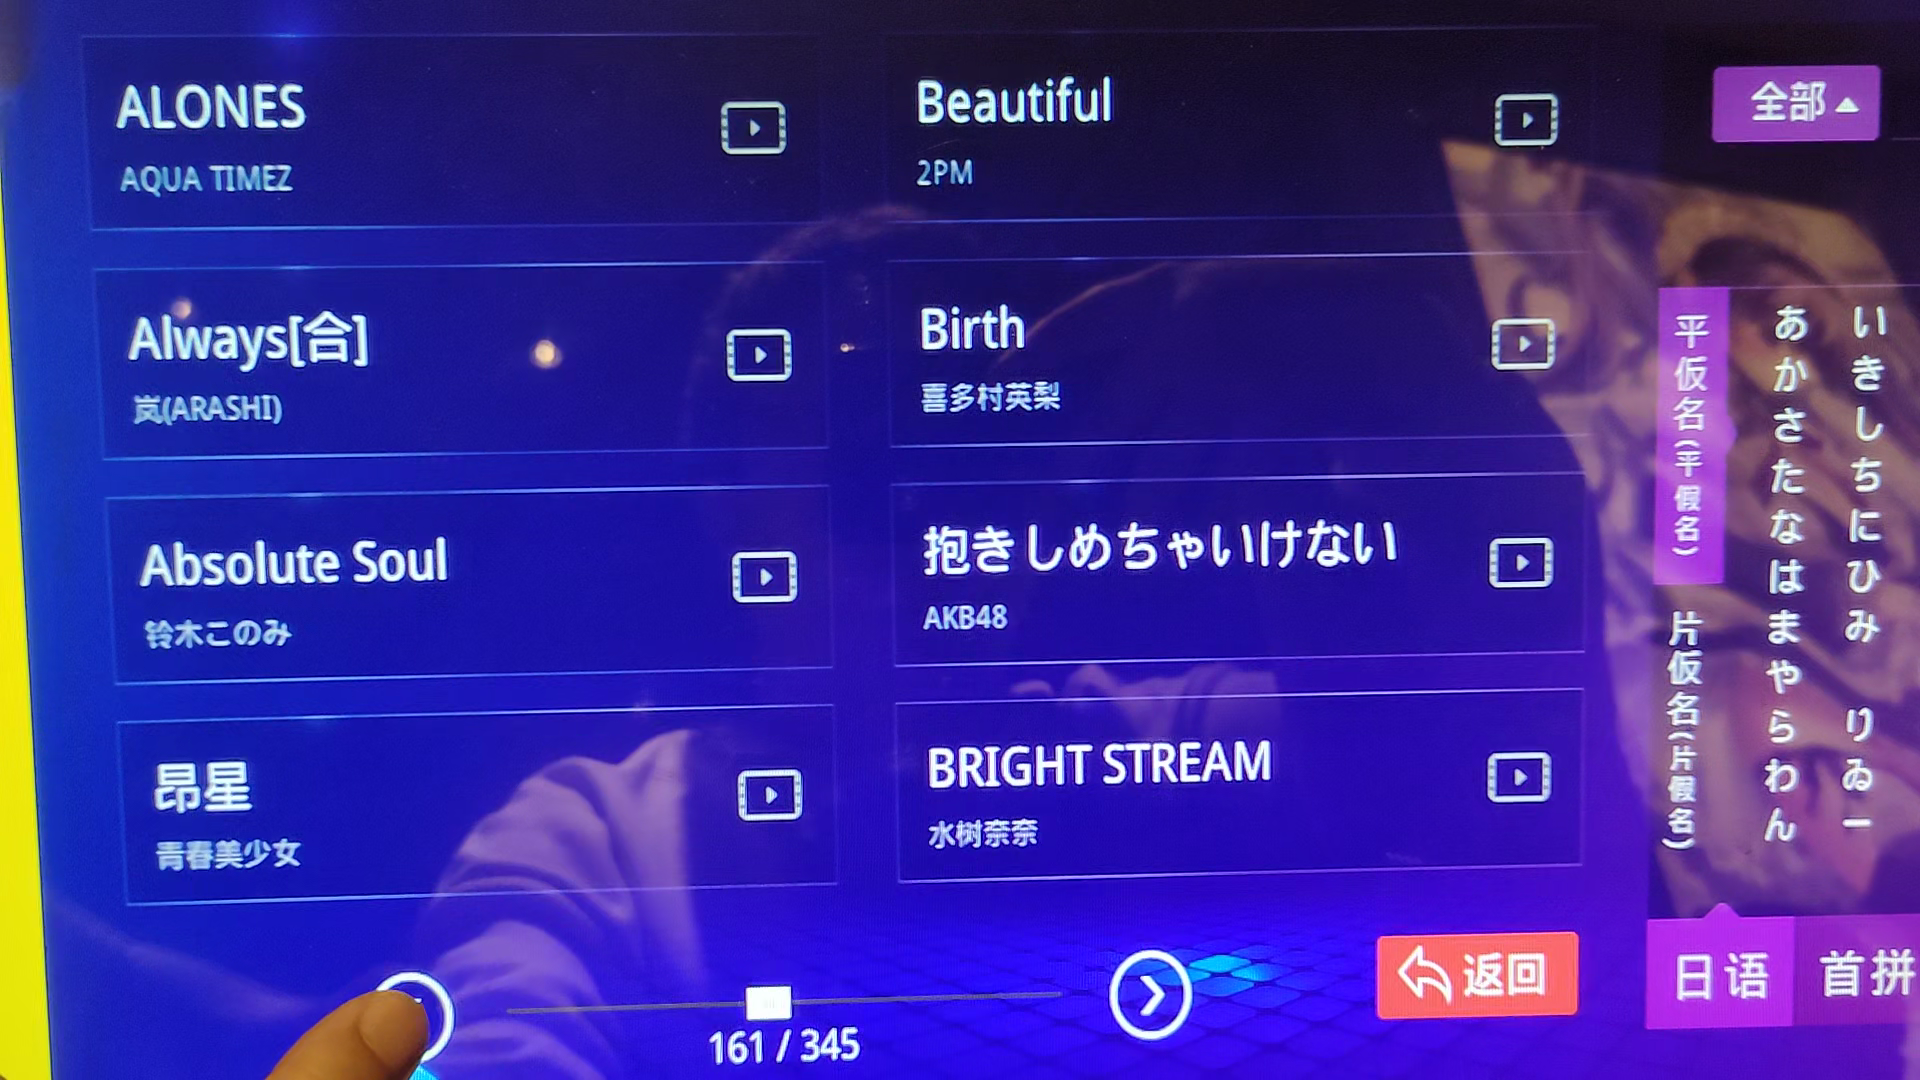 ALONES
AQUA TIMEZ
Beautiful
2PM
Always[合]
岚(ARASHI)
Birth
喜多村英梨
Absolute Soul
铃木このみ
抱きしめちゃいけない
AKB48
昴星
青春美少女
BRIGHT STREAM
水树奈奈
161 / 345
返回
全部
平仮名(平假名)
片仮名(片假名)
あかさたなはまやらわん
いきしちにひみ りゐー
日语
首拼